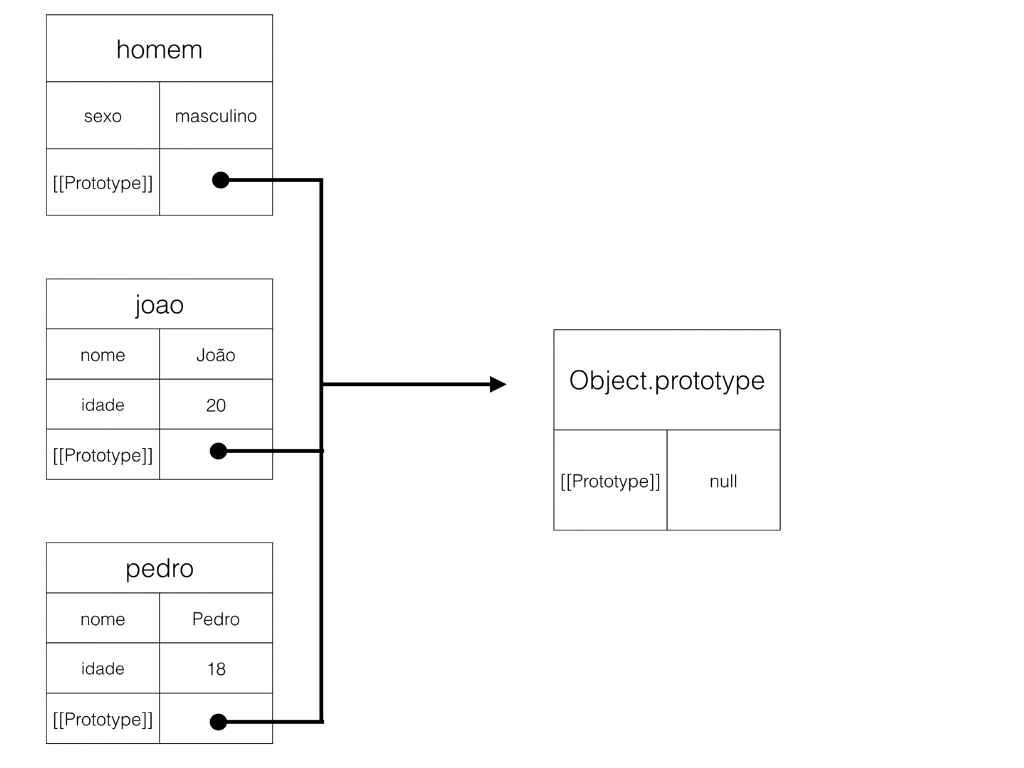 homem
sexo masculino
[[Prototype]]
joao
nome João
idade 20
[[Prototype]]
Object.prototype
[[Prototype]] null
pedro
nome Pedro
idade 18
[[Prototype]]